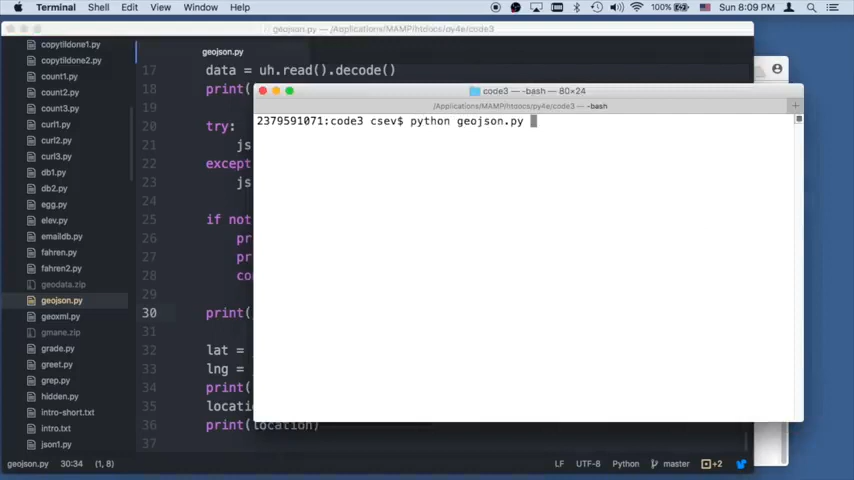 Terminal Shell Edit View Window Help 100% Sun 8:09 PM
geojson.py — /Applications/MAMP/htdocs/py4e/code3
copytildone1.py
copytildone2.py
count1.py
count2.py
count3.py
curl1.py
curl2.py
curl3.py
db1.py
db2.py
egg.py
elev.py
emaildb.py
fahren.py
fahren2.py
geodata.zip
geojson.py
geoxml.py
gmane.zip
grade.py
greet.py
grep.py
hidden.py
intro-short.txt
intro.txt
json1.py
geojson.py
17 data = uh.read().decode()
18 print(
19
20 try:
21 js
22 except
23 js
24
25 if not
26 pr
27 pr
28 co
29
30 print(
31
32 lat =
33 lng =
34 print(
35 locati
36 print(location)
37
code3 — -bash — 80×24
/Applications/MAMP/htdocs/py4e/code3 — -bash +
2379591071:code3 csev$ python geojson.py
geojson.py 30:34 (1, 8) LF UTF-8 Python master +2